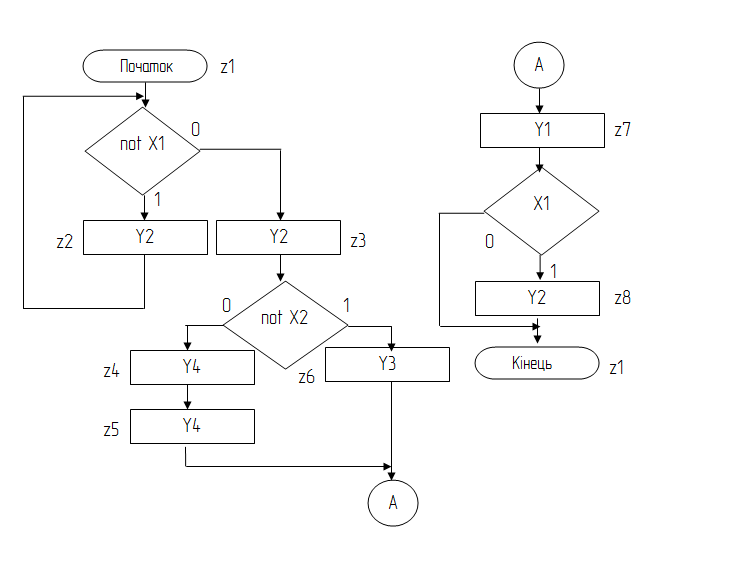 Початок
z1
not X1
0
1
Y2
z2
Y2
z3
not X2
0
1
Y4
z4
Y3
z6
Y4
z5
A
A
Y1
z7
X1
0
1
Y2
z8
Кінець
z1